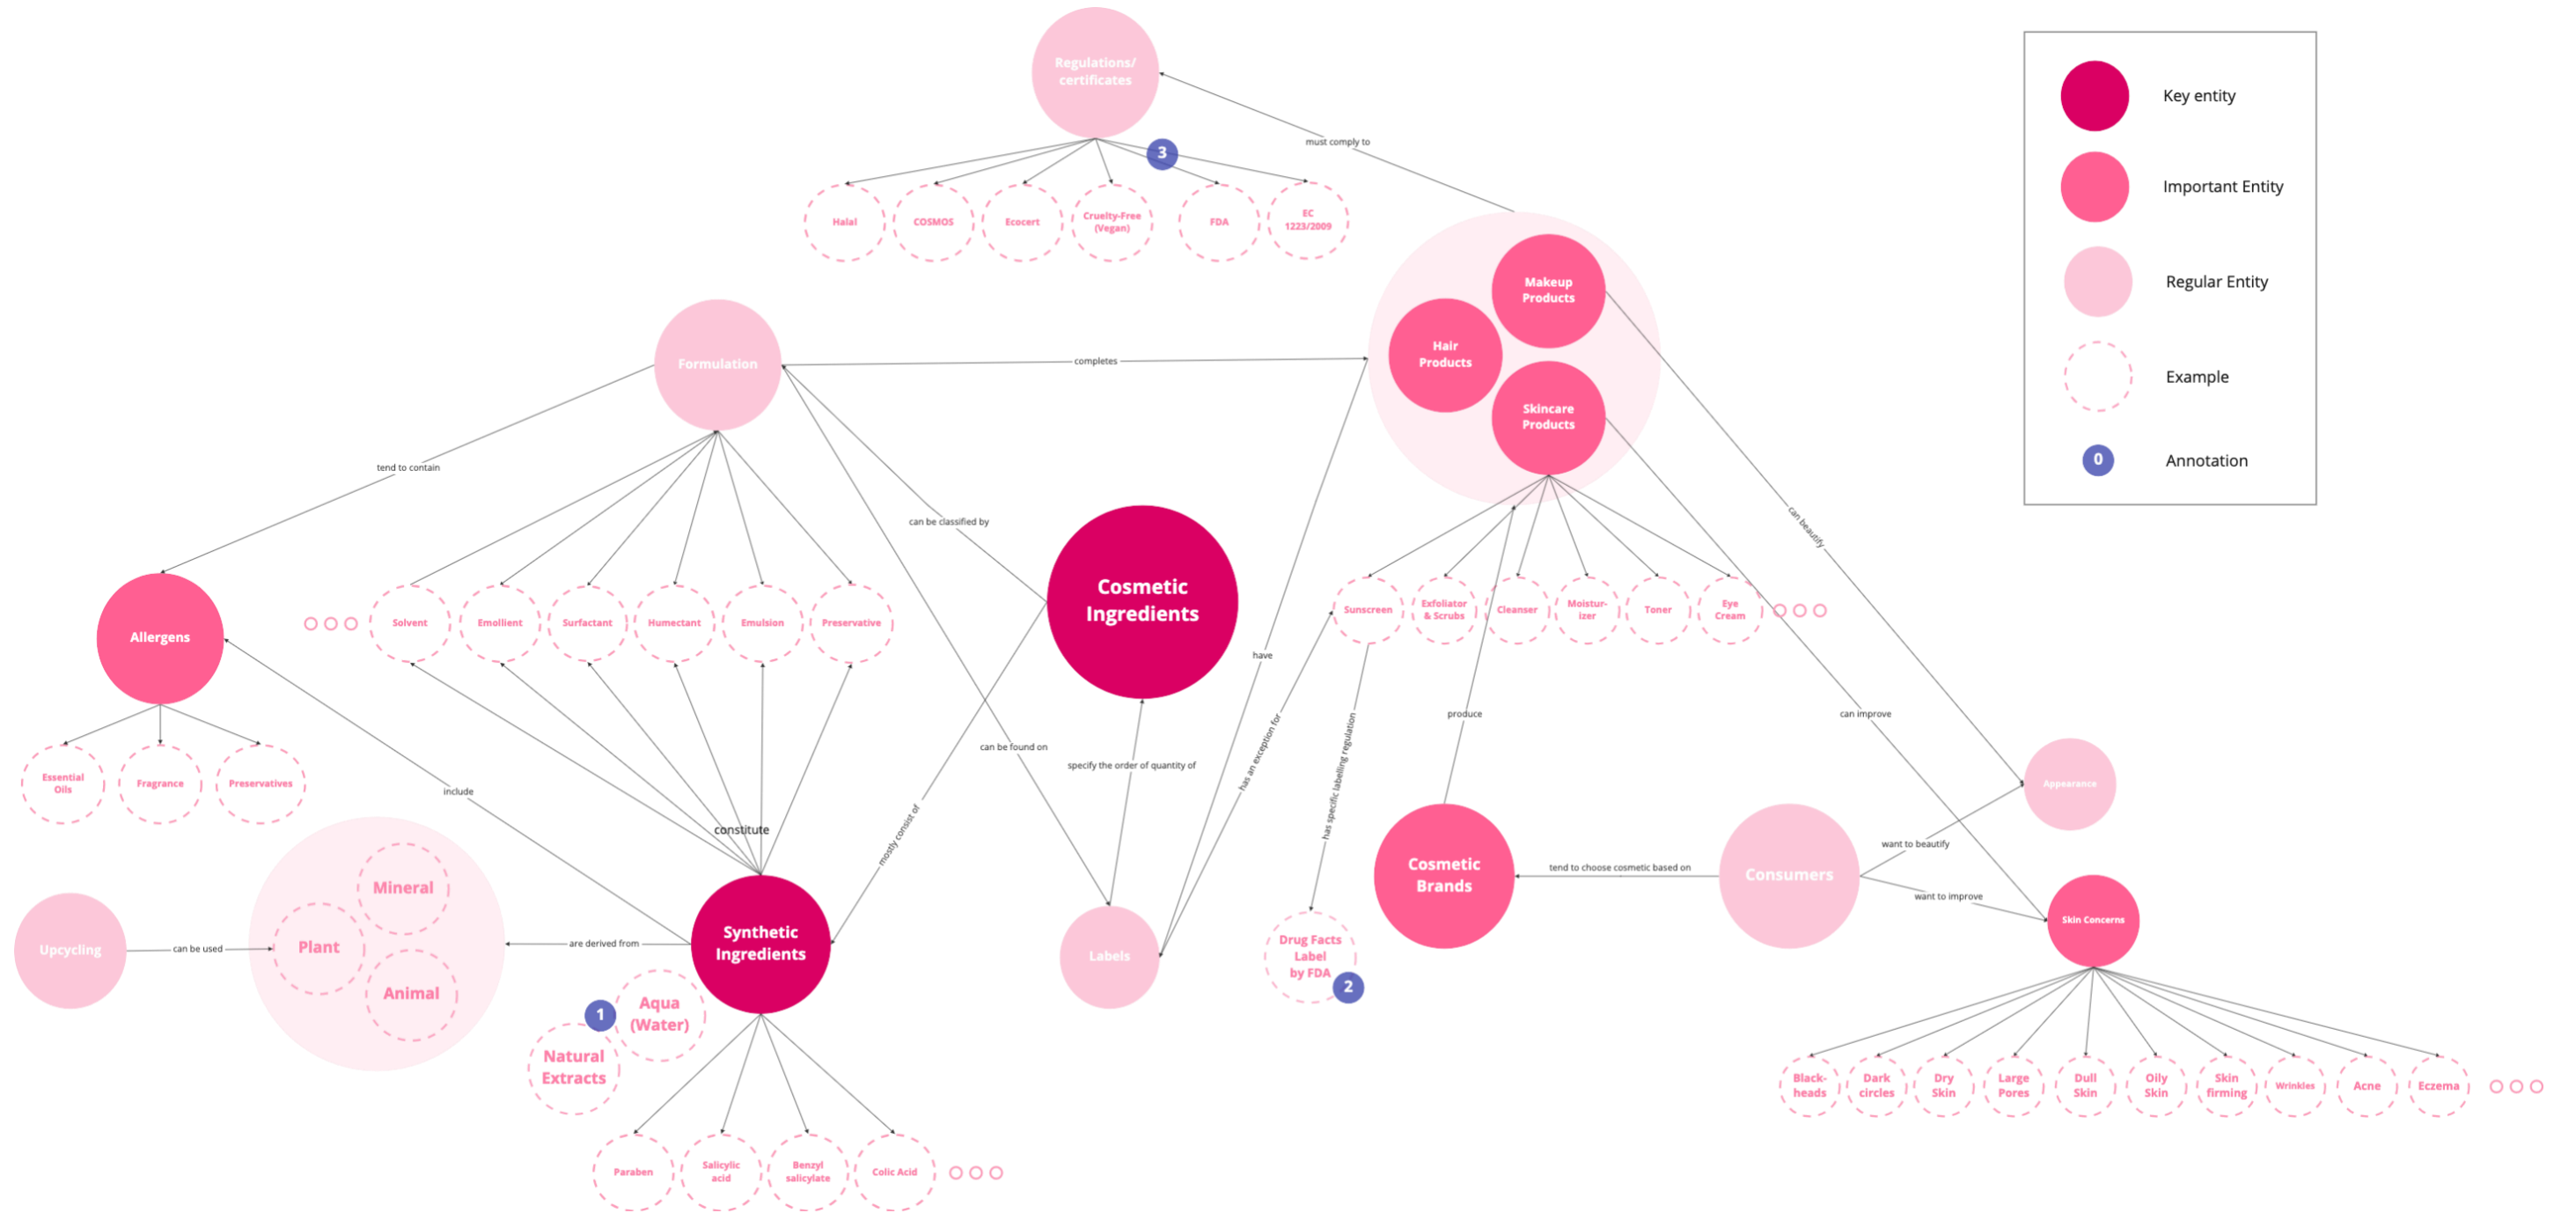 Regulations/
certificates
Key entity
Important Entity
Regular Entity
Example
0
Annotation
must comply to
3
Halal
COSMOS
Ecocert
Cruelty-Free
(Vegan)
FDA
EC
1223/2009
Makeup
Products
Hair
Products
Skincare
Products
Formulation
completes
tend to contain
can be classified by
can beautify
Cosmetic
Ingredients
Allergens
Solvent
Emollient
Surfactant
Humectant
Emulsion
Preservative
Sunscreen
Exfoliator
& Scrubs
Cleanser
Moistur-
izer
Toner
Eye
Cream
have
produce
can improve
can be found on
specify the order of quantity of
has an exception for
has specific labelling regulation
Essential
Oils
Fragrance
Preservatives
include
constitute
mostly consist of
Appearance
want to beautify
Mineral
Plant
Animal
Upcycling
can be used
are derived from
Synthetic
Ingredients
Labels
Drug Facts
Label
by FDA
2
Cosmetic
Brands
tend to choose cosmetic based on
Consumers
want to improve
Skin Concerns
1
Aqua
(Water)
Natural
Extracts
Black-
heads
Dark
circles
Dry
Skin
Large
Pores
Dull
Skin
Oily
Skin
Skin
firming
Wrinkles
Acne
Eczema
Paraben
Salicylic
acid
Benzyl
salicylate
Colic Acid